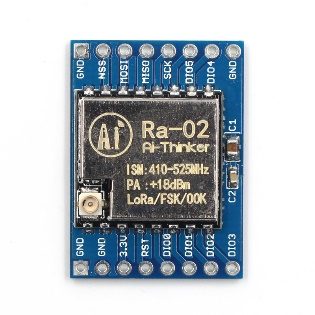 GND NSS MOSI MISO SCK DIO5 DIO4 GND
Ai
Ra-02
Ai-Thinker
ISM:410-525MHz
PA:+18dBm
LoRa/FSK/OOK
C1
C2
GND GND 3.3V RST DIO0 DIO1 DIO2 DIO3